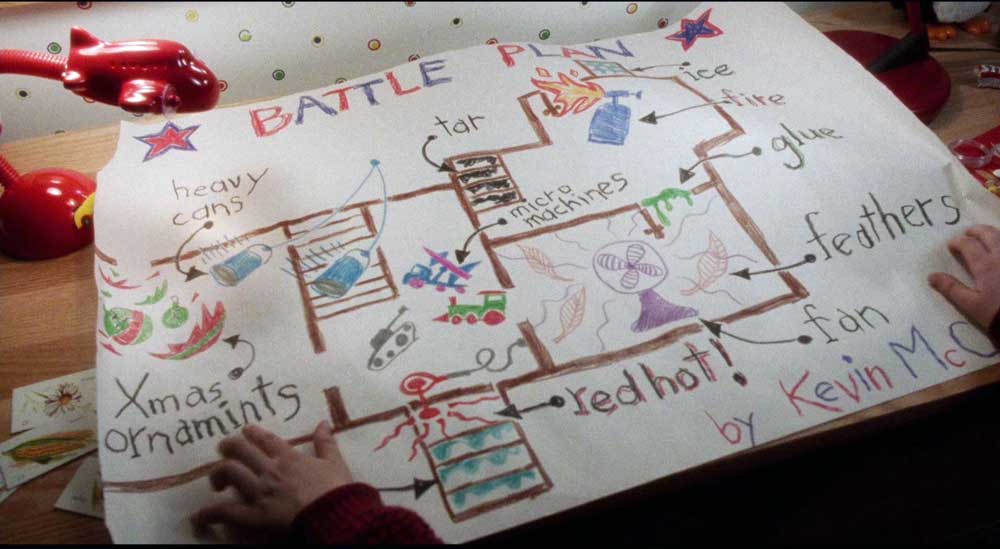 BATTLE PLAN
ice
fire
tar
glue
heavy
cans
micro
machines
feathers
fan
Xmas
ornamints
red hot!
by Kevin McC